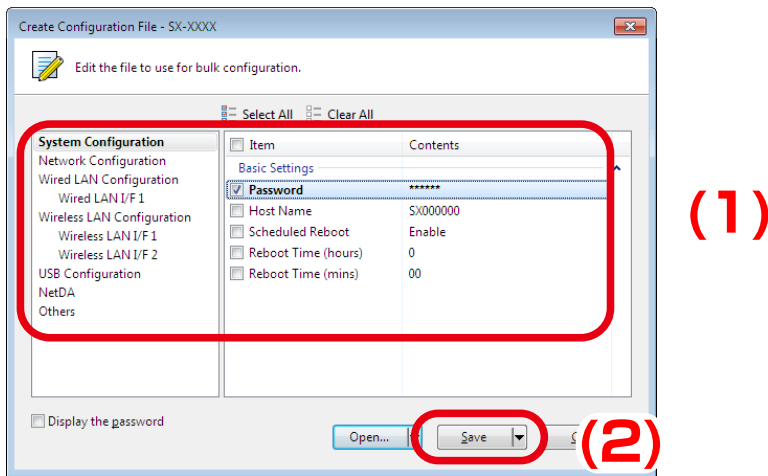 Create Configuration File - SX-XXXX
Edit the file to use for bulk configuration.
Select All Clear All
System Configuration
Network Configuration
Wired LAN Configuration
Wired LAN I/F 1
Wireless LAN Configuration
Wireless LAN I/F 1
Wireless LAN I/F 2
USB Configuration
NetDA
Others
Item Contents
Basic Settings
Password ******
Host Name SX000000
Scheduled Reboot Enable
Reboot Time (hours) 0
Reboot Time (mins) 00
(1)
Display the password
Open... Save
(2)